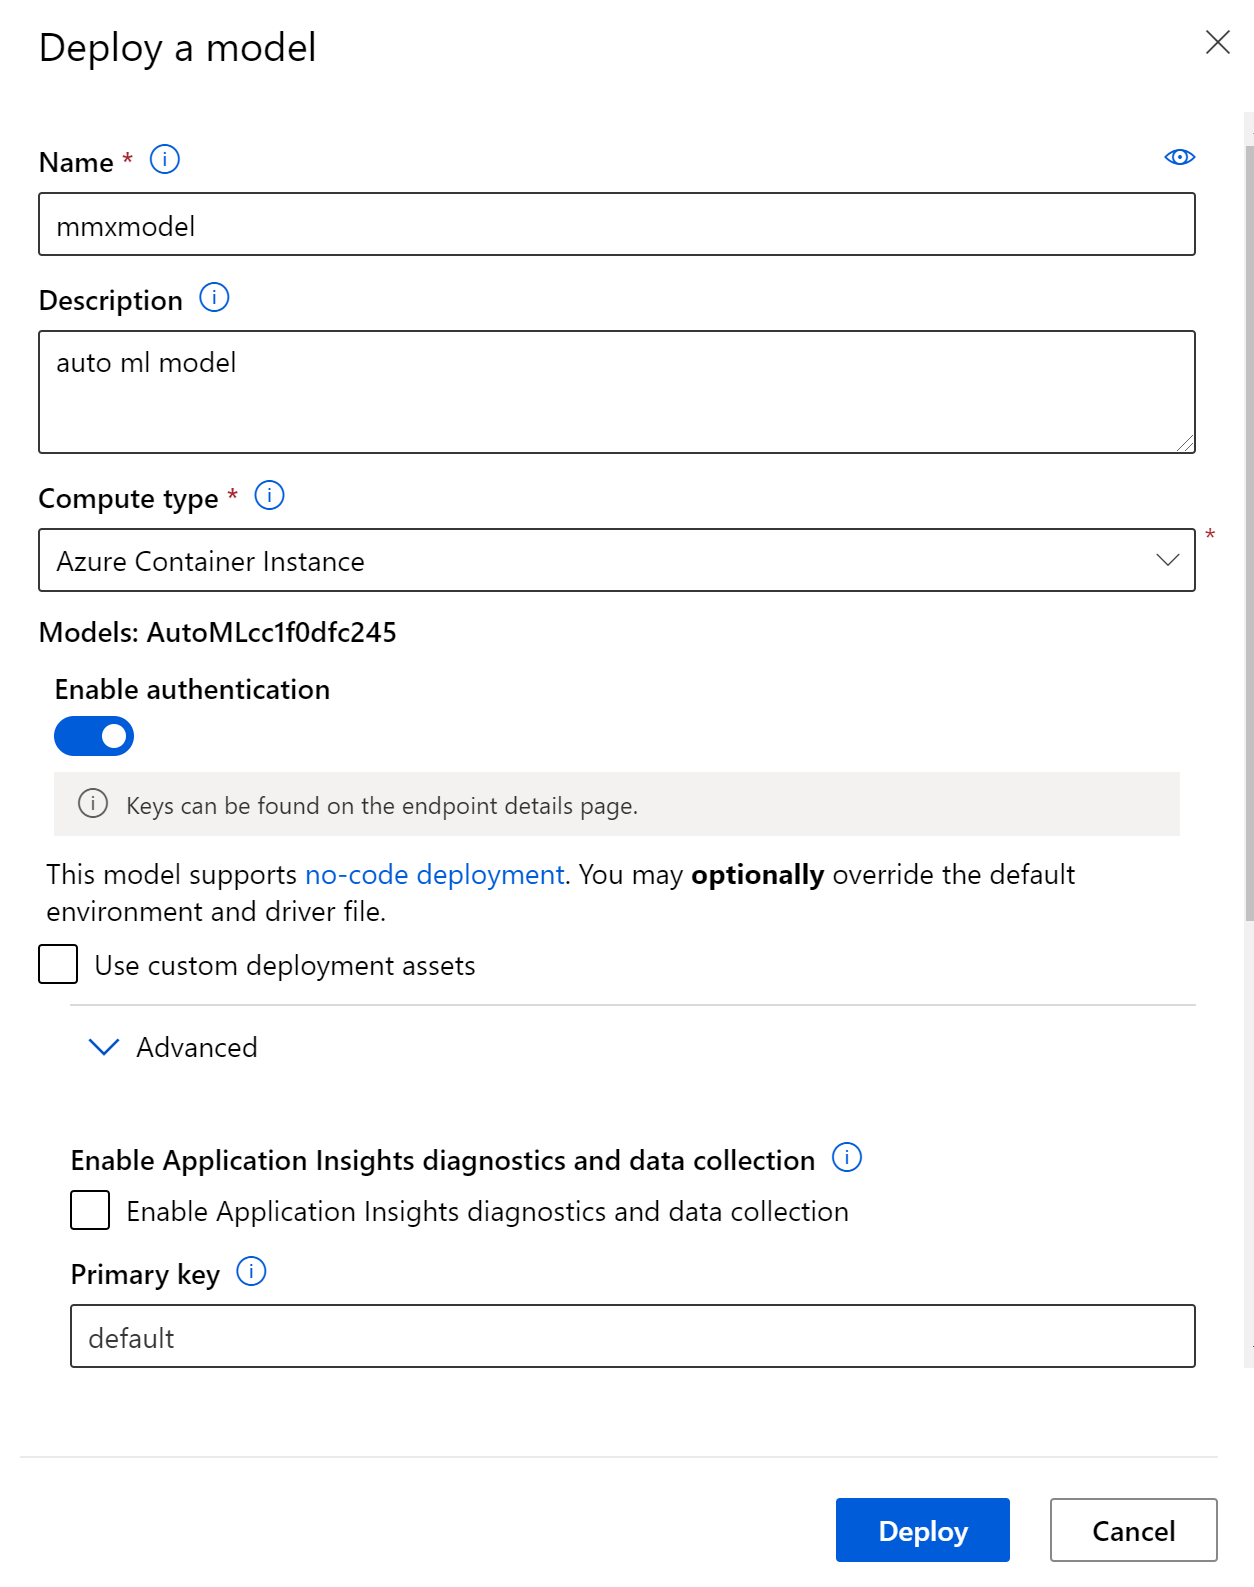 Deploy a model
Name *
mmxmodel
Description
auto ml model
Compute type *
Azure Container Instance
*
Models: AutoMLcc1f0dfc245
Enable authentication
Keys can be found on the endpoint details page.
This model supports no-code deployment. You may optionally override the default
environment and driver file.
Use custom deployment assets
Advanced
Enable Application Insights diagnostics and data collection
Enable Application Insights diagnostics and data collection
Primary key
default
Deploy
Cancel